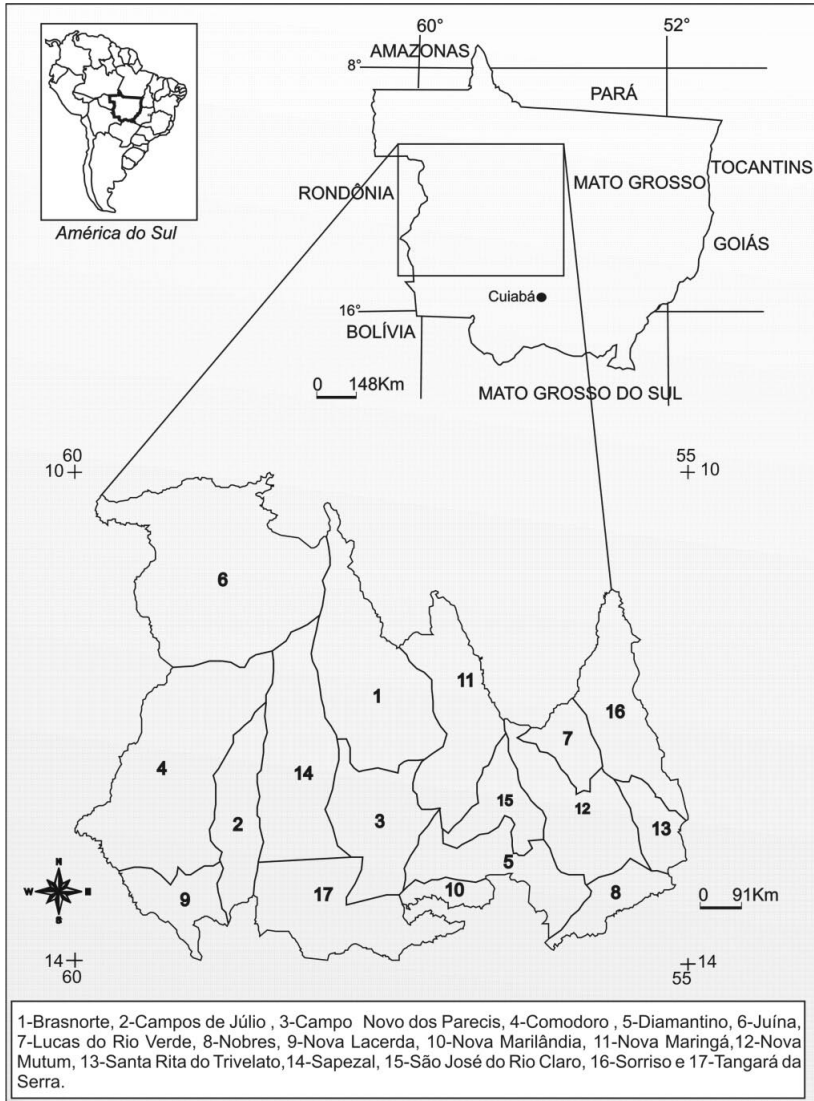 60°
52°
AMAZONAS
8°
PARÁ
TOCANTINS
RONDÔNIA
MATO GROSSO
GOIÁS
América do Sul
Cuiabá
16°
BOLÍVIA
0 148Km
MATO GROSSO DO SUL
60
10
55
10
6
1
11
16
7
4
14
2
3
15
12
13
5
N
W E
S
9
17
10
8
0 91Km
14
60
14
55
1-Brasnorte, 2-Campos de Júlio , 3-Campo Novo dos Parecis, 4-Comodoro , 5-Diamantino, 6-Juína,
7-Lucas do Rio Verde, 8-Nobres, 9-Nova Lacerda, 10-Nova Marilândia, 11-Nova Maringá,12-Nova
Mutum, 13-Santa Rita do Trivelato,14-Sapezal, 15-São José do Rio Claro, 16-Sorriso e 17-Tangará da
Serra.